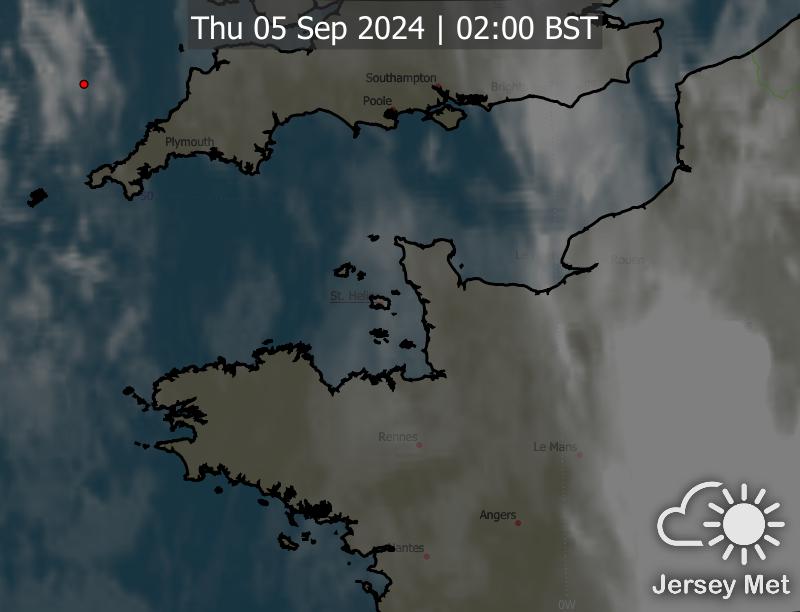 Thu 05 Sep 2024 | 02:00 BST
Southampton
Bright
Poole
Plymouth
50
Rouen
St. Heli
Rennes
Le Mans
Angers
antes
Jersey Met
0W